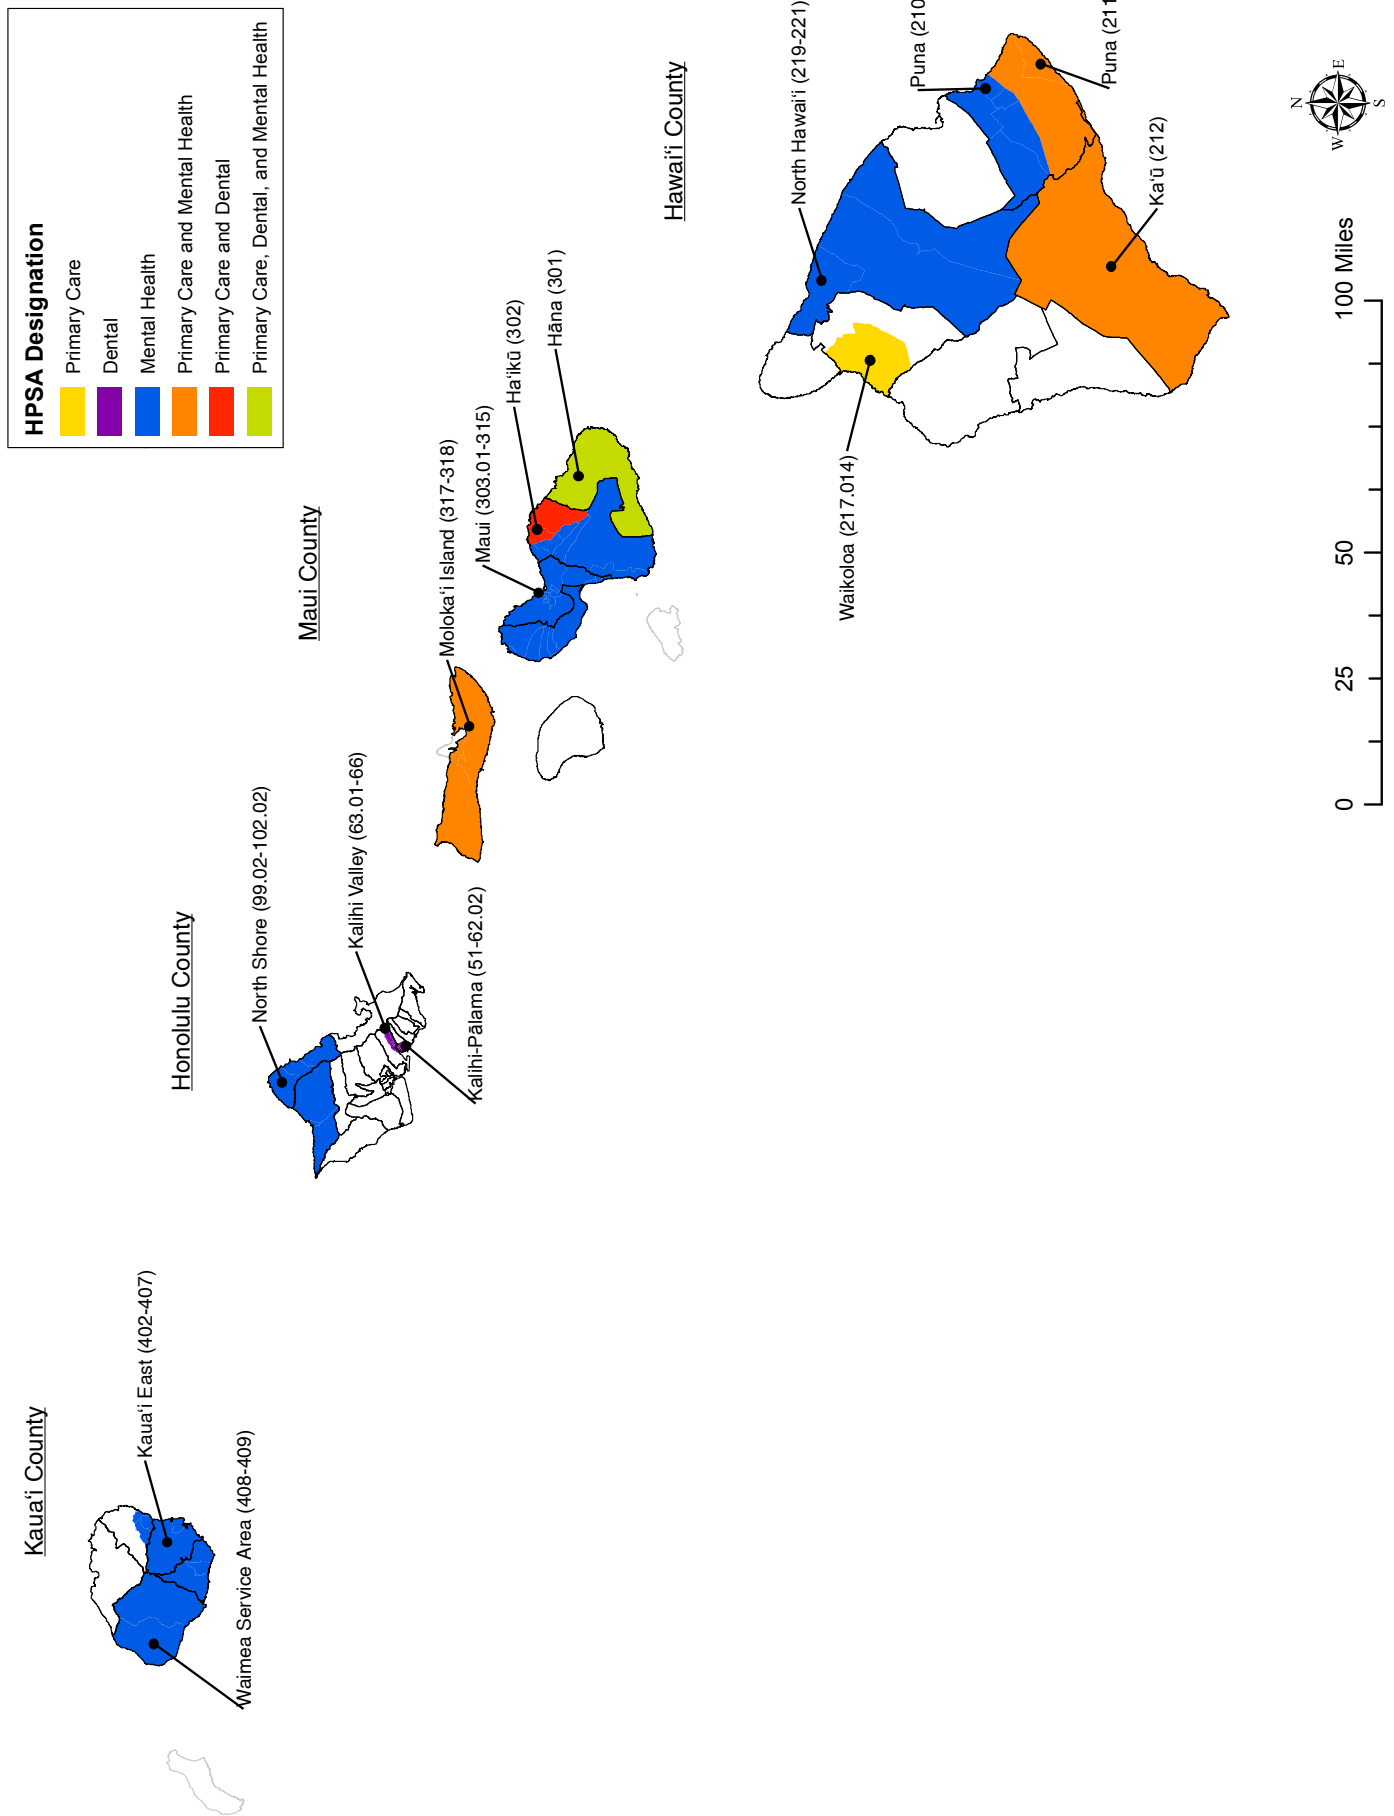 HPSA Designation
Primary Care
Dental
Mental Health
Primary Care and Mental Health
Primary Care and Dental
Primary Care, Dental, and Mental Health
Kaua‘i County
Kaua‘i East (402-407)
Waimea Service Area (408-409)
Honolulu County
North Shore (99.02-102.02)
Kalihi Valley (63.01-66)
Kalihi-Pālama (51-62.02)
Maui County
Moloka‘i Island (317-318)
Maui (303.01-315)
Ha‘ikū (302)
Hāna (301)
Hawai‘i County
North Hawai‘i (219-221)
Puna (210
Puna (211
Ka‘ū (212)
Waikoloa (217.014)
0 25 50 100 Miles
N
W E
S